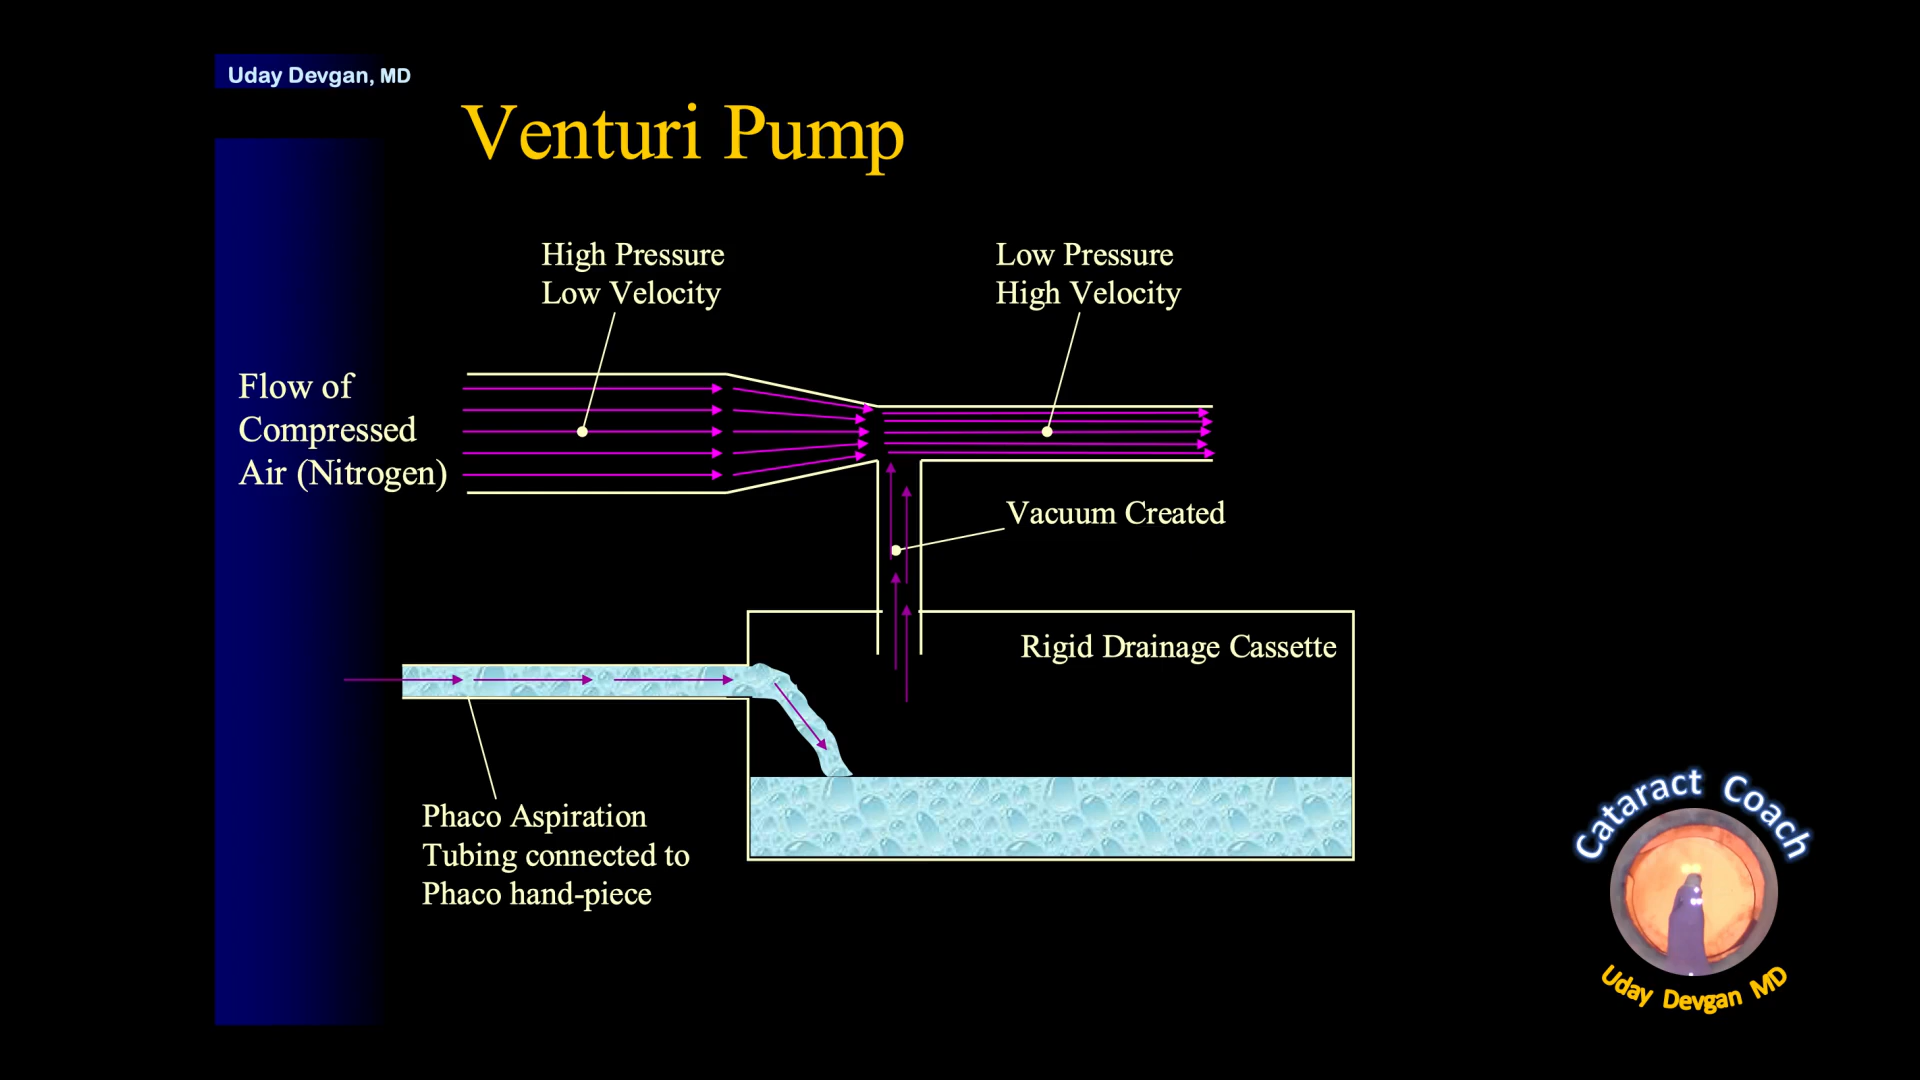 Uday Devgan, MD
Venturi Pump
High Pressure
Low Velocity
Low Pressure
High Velocity
Flow of
Compressed
Air (Nitrogen)
Vacuum Created
Rigid Drainage Cassette
Phaco Aspiration
Tubing connected to
Phaco hand-piece
Cataract Coach
Uday Devgan MD